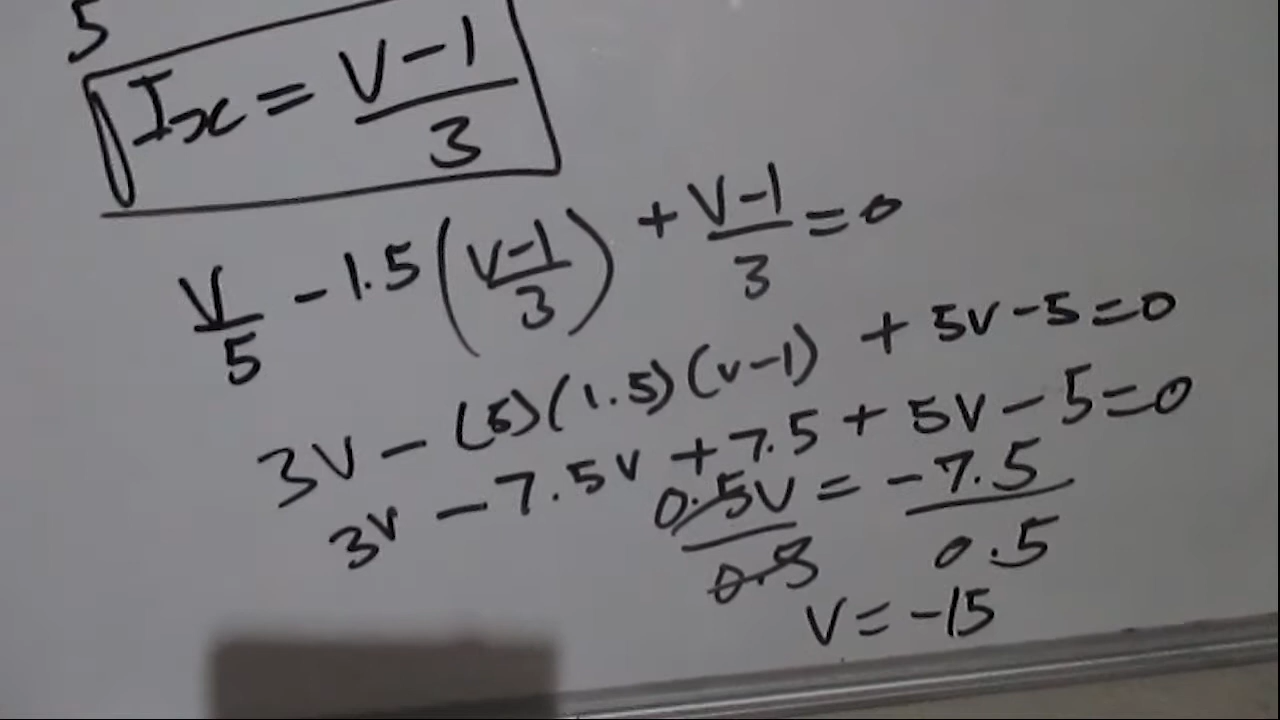 5
Ix = V-1/3
V/5 - 1.5 (V-1/3) + V-1/3 = 0
3V - (5)(1.5)(V-1) + 5V - 5 = 0
3V - 7.5V + 7.5 + 5V - 5 = 0
0.5V/0.5 = -7.5/0.5
V = -15